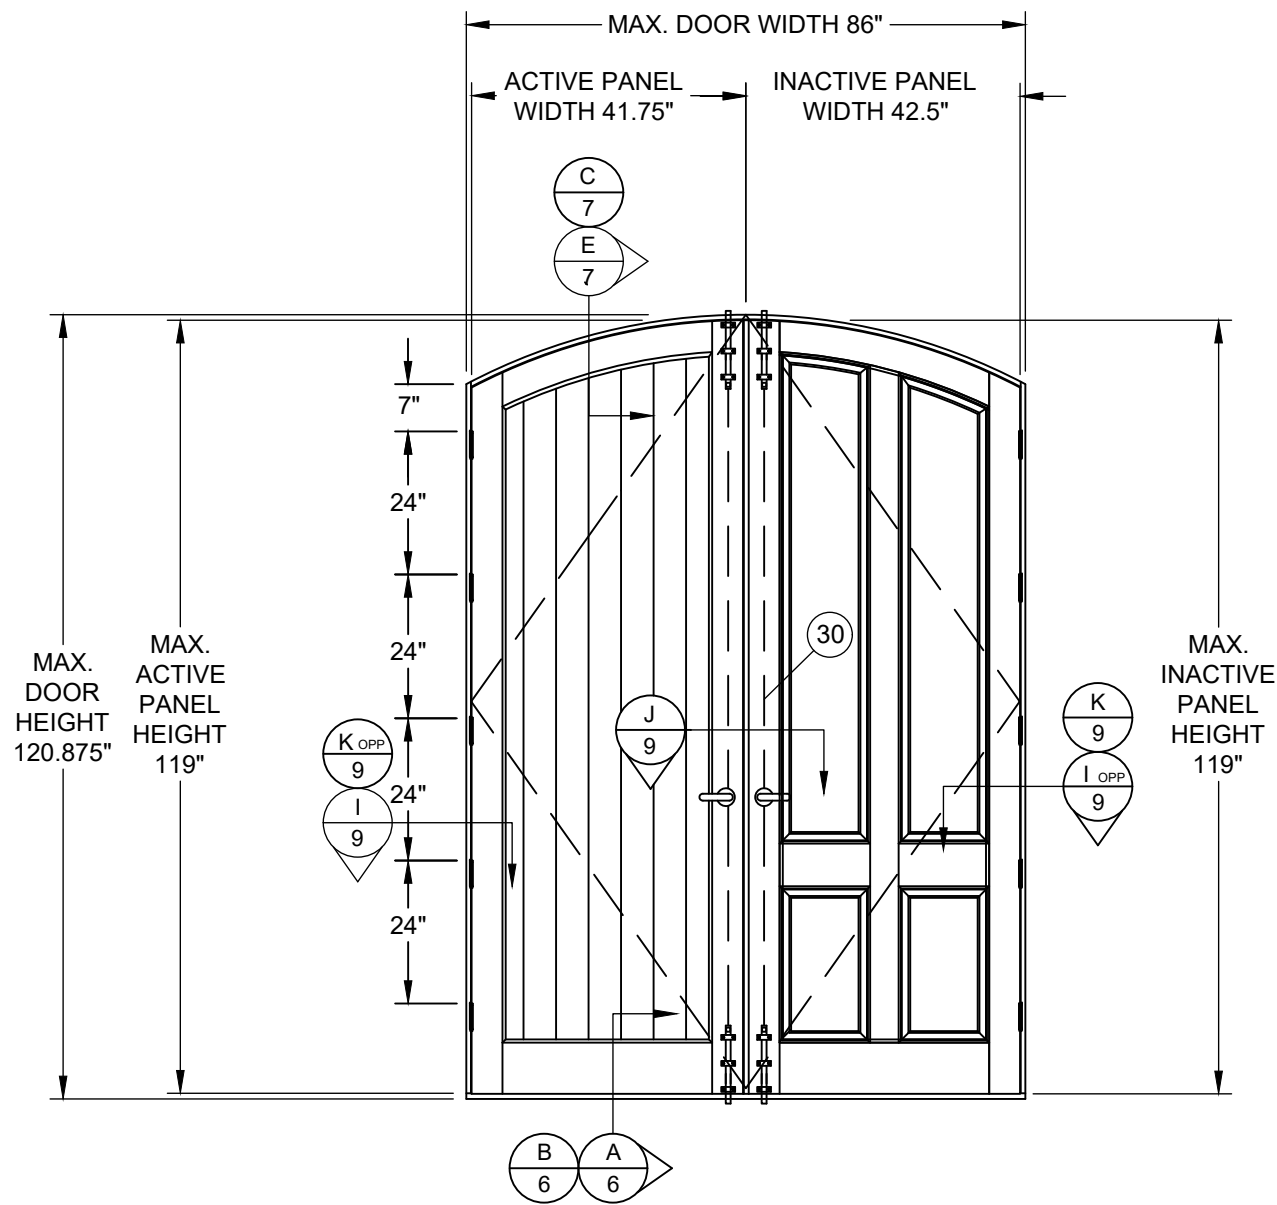 MAX. DOOR WIDTH 86"
ACTIVE PANEL
WIDTH 41.75"
INACTIVE PANEL
WIDTH 42.5"
C
7
E
7
7"
24"
24"
24"
24"
MAX.
DOOR
HEIGHT
120.875"
MAX.
ACTIVE
PANEL
HEIGHT
119"
K OPP
9
I
9
J
9
30
K
9
I OPP
9
MAX.
INACTIVE
PANEL
HEIGHT
119"
B
6
A
6